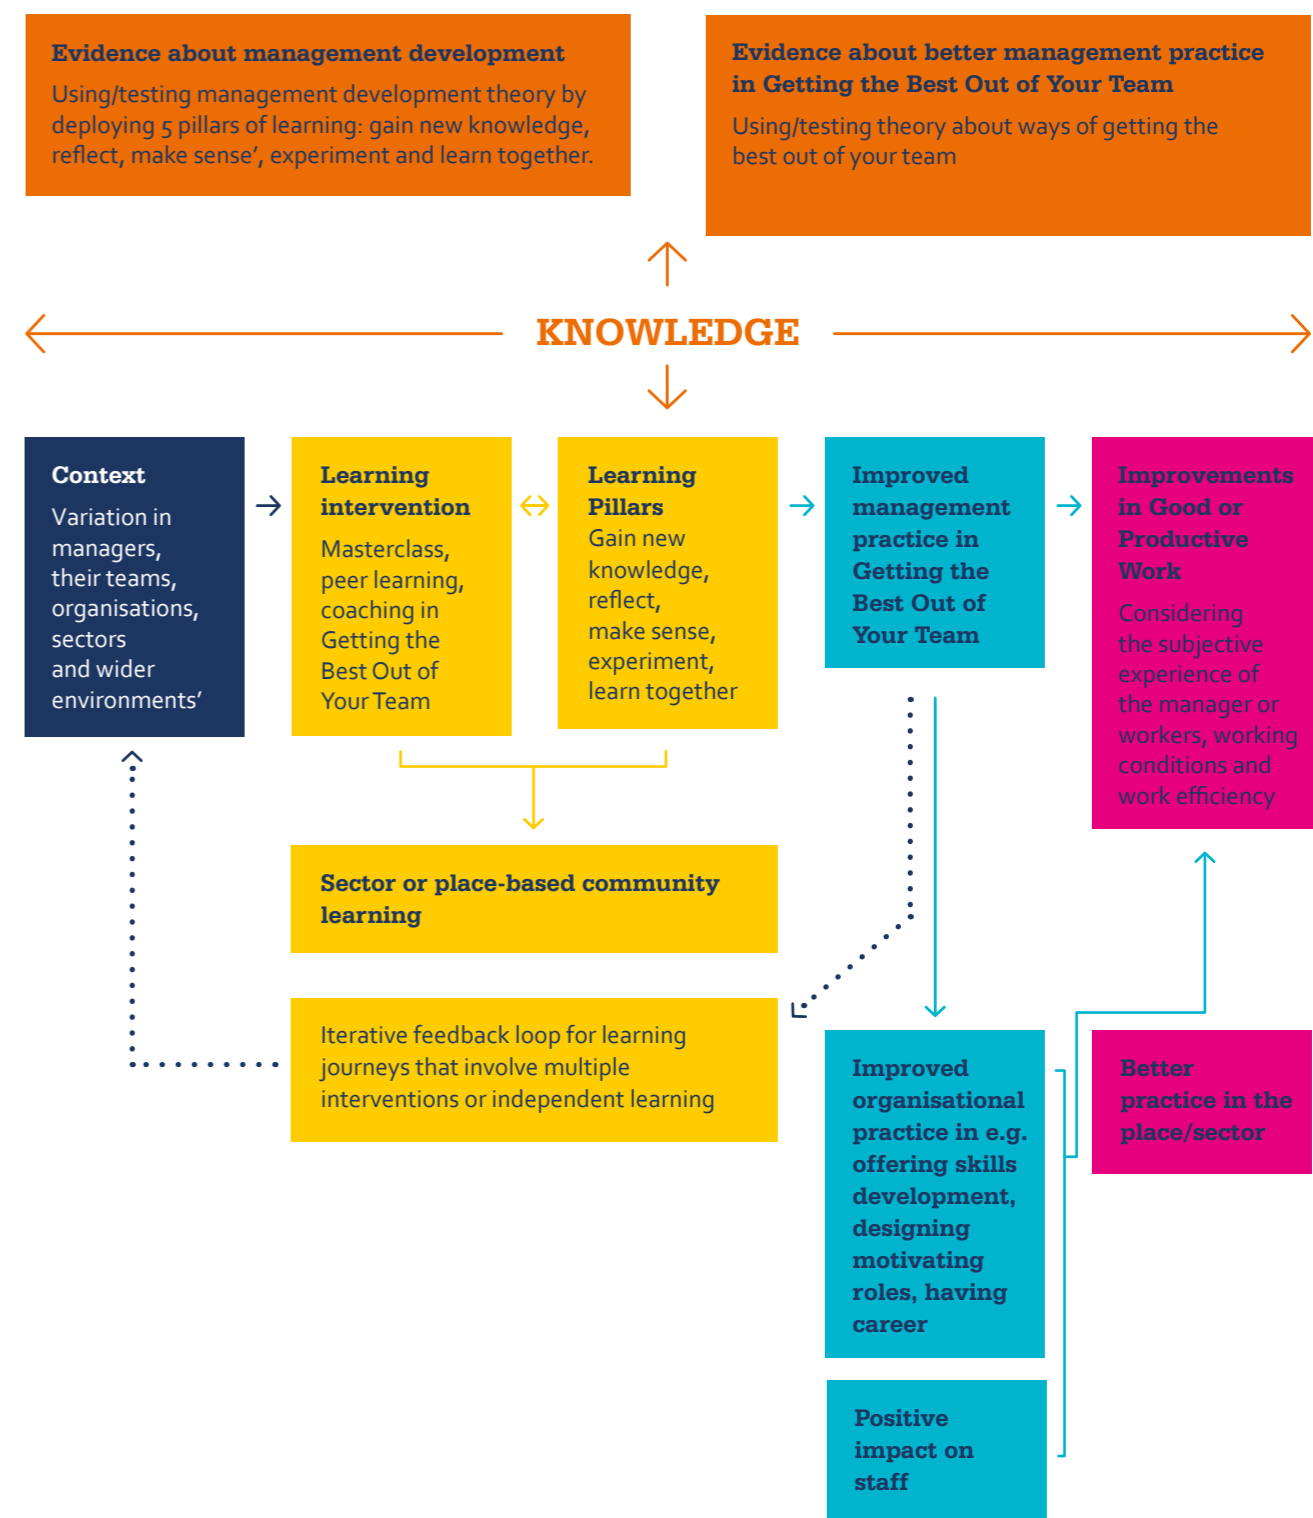 Evidence about management development
Using/testing management development theory by
deploying 5 pillars of learning: gain new knowledge,
reflect, make sense’, experiment and learn together.
Evidence about better management practice
in Getting the Best Out of Your Team
Using/testing theory about ways of getting the
best out of your team
KNOWLEDGE
Context
Variation in
managers,
their teams,
organisations,
sectors
and wider
environments’
Learning
intervention
Masterclass,
peer learning,
coaching in
Getting the
Best Out of
Your Team
Learning
Pillars
Gain new
knowledge,
reflect,
make sense,
experiment,
learn together
Improved
management
practice in
Getting the
Best Out of
Your Team
Improvements
in Good or
Productive
Work
Considering
the subjective
experience of
the manager or
workers, working
conditions and
work efficiency
Sector or place-based community
learning
Iterative feedback loop for learning
journeys that involve multiple
interventions or independent learning
Improved
organisational
practice in e.g.
offering skills
development,
designing
motivating
roles, having
career
Better
practice in the
place/sector
Positive
impact on
staff